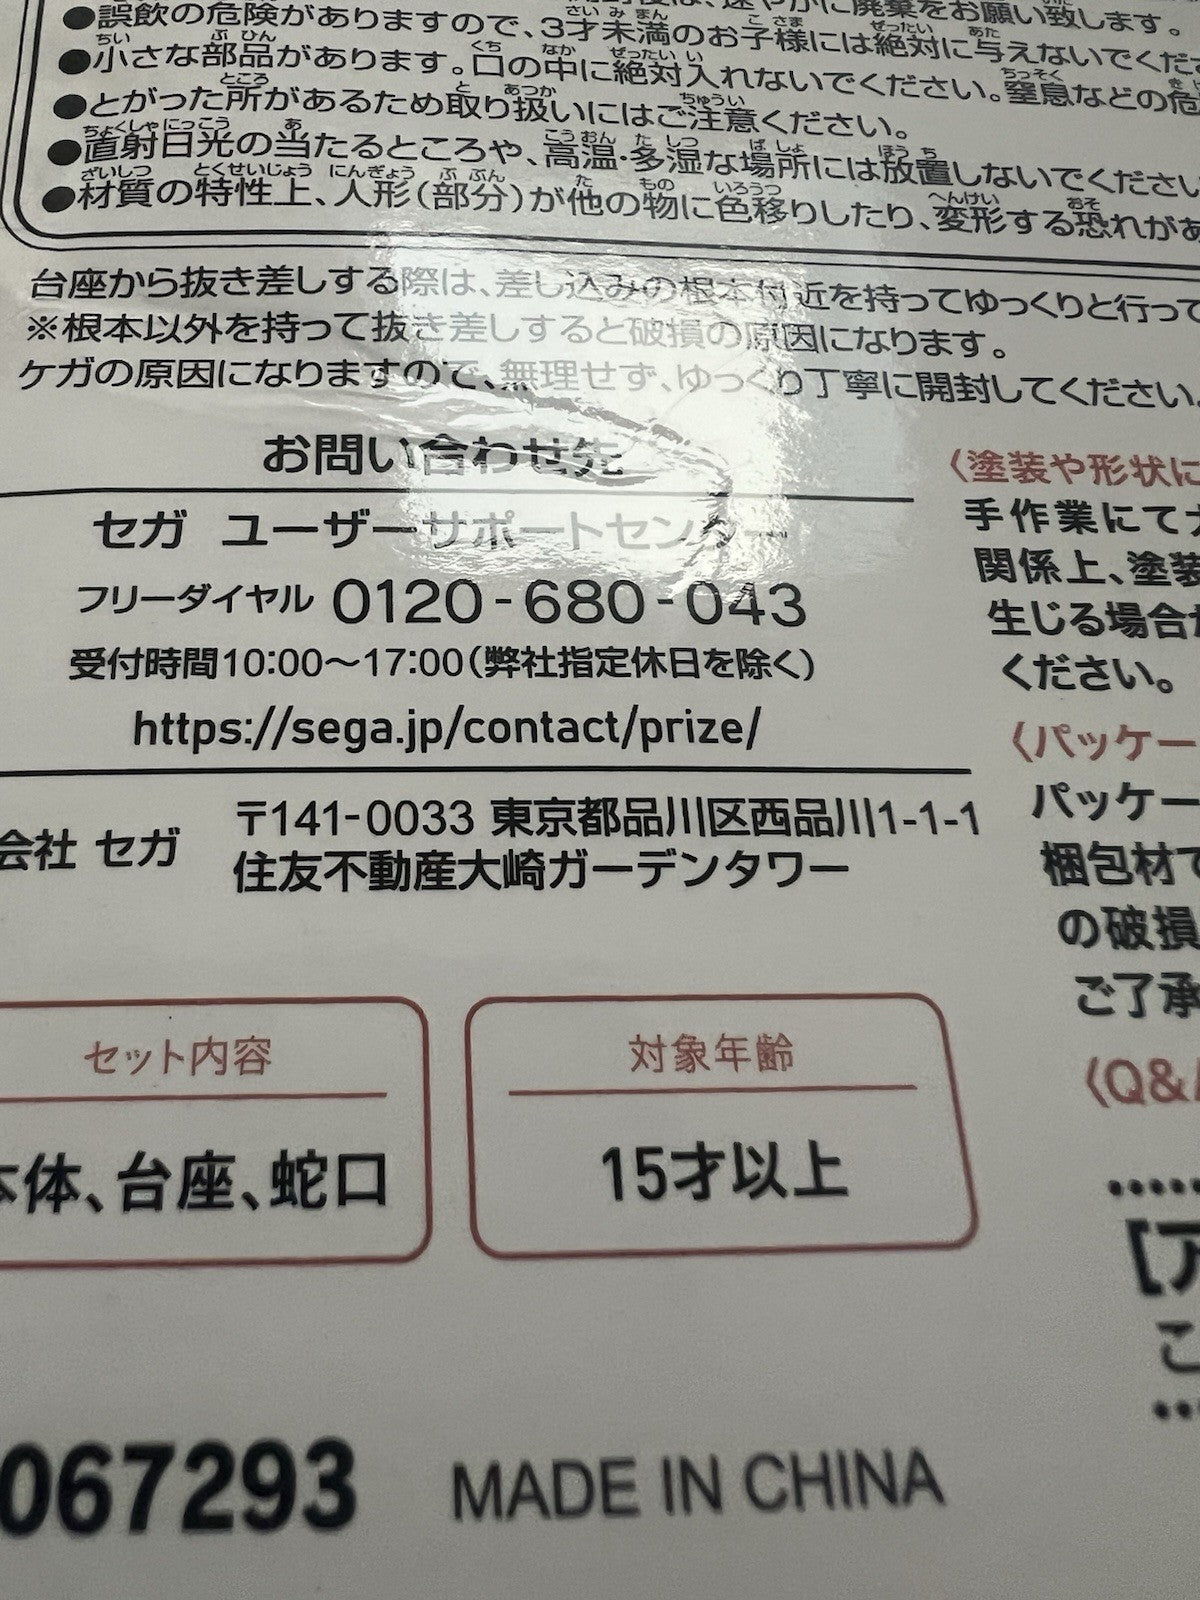 ●誤飲の危険がありますので、3才未満のお子様には絶対に与えないでくださ
●小さな部品があります。口の中に絶対入れないでください。窒息などの危
●とがった所があるため取り扱いにはご注意ください。
●直射日光の当たるところや、高温・多湿な場所には放置しないでください
●材質の特性上、人形(部分)が他の物に色移りしたり、変形する恐れがあ
台座から抜き差しする際は、差し込みの根本付近を持ってゆっくりと行って
※根本以外を持って抜き差しすると破損の原因になります。
ケガの原因になりますので、無理せず、ゆっくり丁寧に開封してください。
お問い合わせ先
セガ ユーザーサポートセンター
フリーダイヤル 0120-680-043
受付時間10:00〜17:00(弊社指定休日を除く)
https://sega.jp/contact/prize/
会社 セガ
〒141-0033 東京都品川区西品川1-1-1
住友不動産大崎ガーデンタワー
セット内容
本体、台座、蛇口
対象年齢
15才以上
067293
MADE IN CHINA
〈塗装や形状に
手作業にて
関係上、塗装
生じる場合が
ください。
〈パッケー
パッケー
梱包材で
の破損
ご了承
〈Q&A
[ア
こ